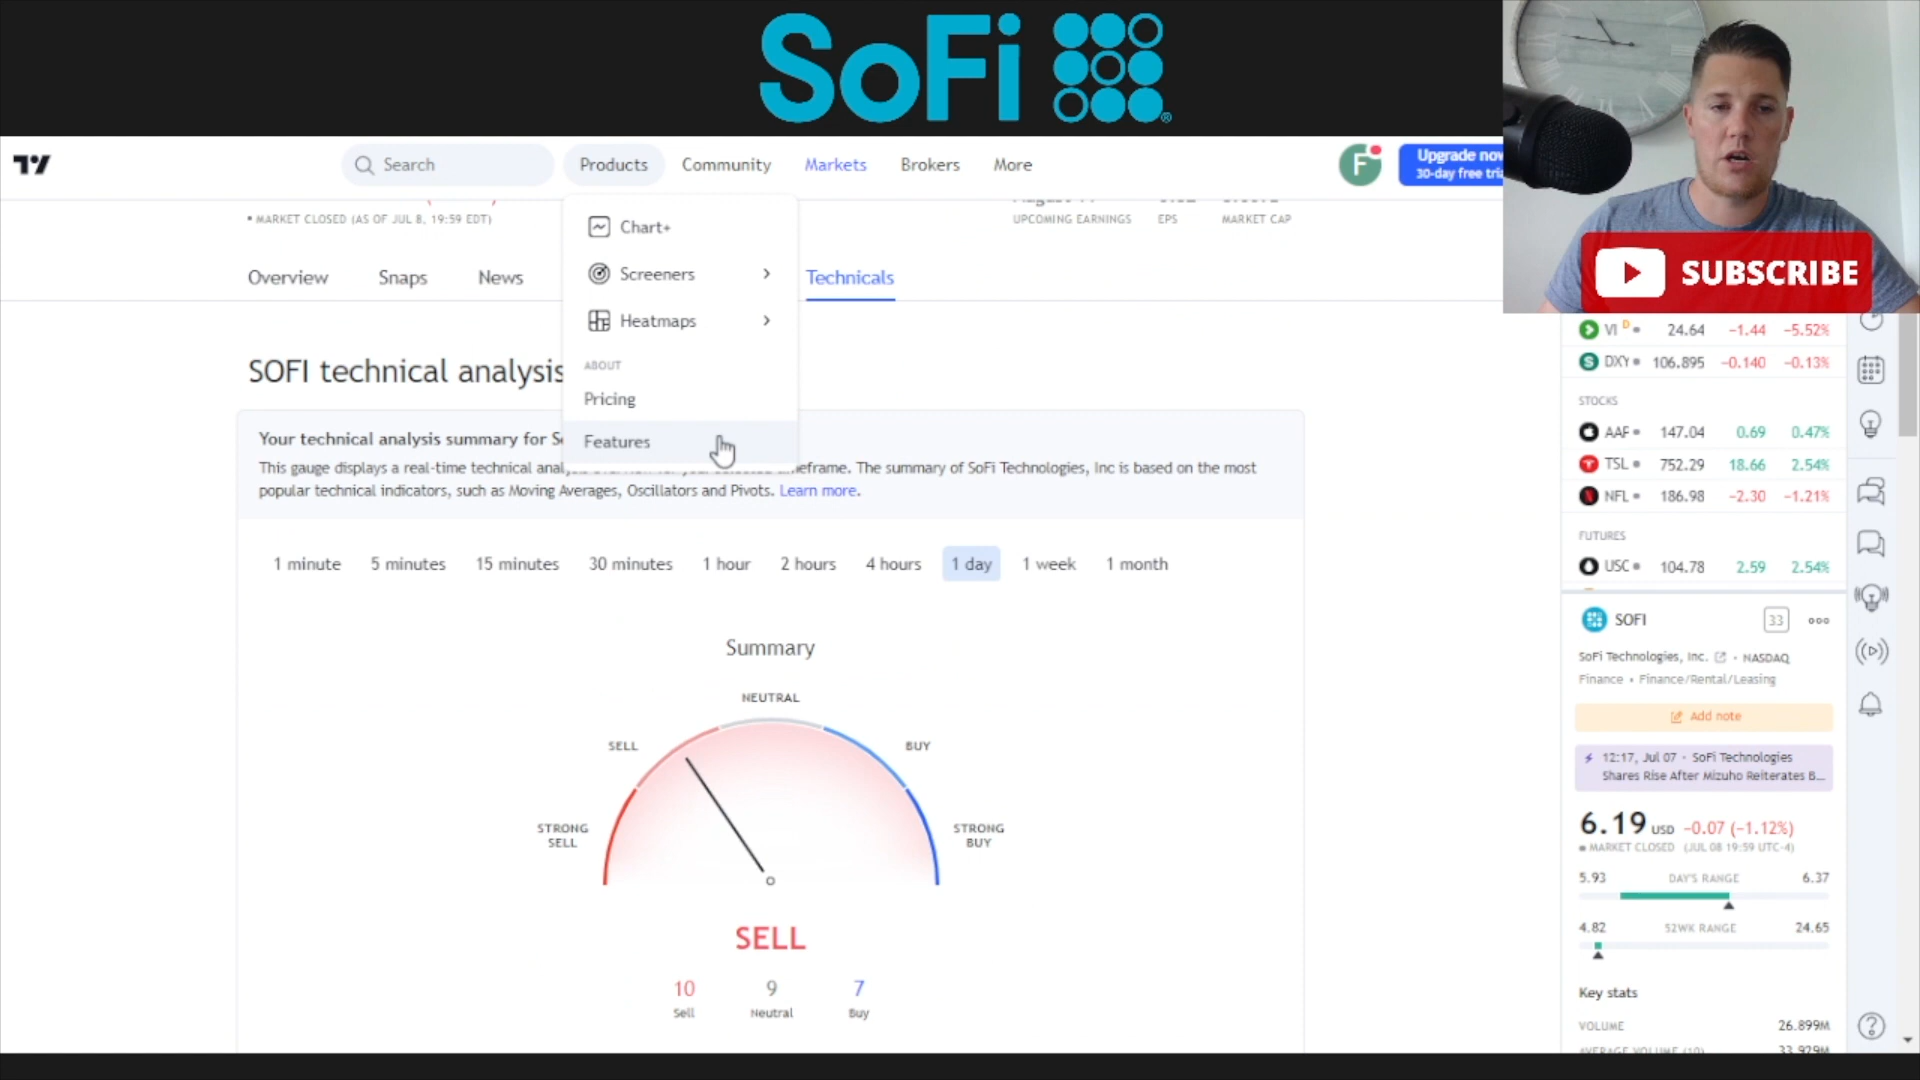 SoFi
®
Search
Products
Community
Markets
Brokers
More
F
Upgrade now
30-day free tria
MARKET CLOSED (AS OF JUL 8, 19:59 EDT)
UPCOMING EARNINGS
EPS
MARKET CAP
Chart+
Screeners
Heatmaps
ABOUT
Pricing
Features
Overview
Snaps
News
Technicals
SUBSCRIBE
SOFI technical analysis
Your technical analysis summary for S
This gauge displays a real-time technical anal
meframe. The summary of SoFi Technologies, Inc is based on the most
popular technical indicators, such as Moving Averages, Oscillators and Pivots. Learn more.
1 minute
5 minutes
15 minutes
30 minutes
1 hour
2 hours
4 hours
1 day
1 week
1 month
Summary
NEUTRAL
SELL
BUY
STRONG
SELL
STRONG
BUY
SELL
10
9
7
Sell
Neutral
Buy
VI D 24.64 −1.44 −5.52%
DXY 106.895 −0.140 −0.13%
STOCKS
AAP 147.04 0.69 0.47%
TSL 752.29 18.66 2.54%
NFL 186.98 −2.30 −1.21%
FUTURES
USC 104.78 2.59 2.54%
SOFI
33
SoFi Technologies, Inc. • NASDAQ
Finance • Finance/Rental/Leasing
Add note
12:17, Jul 07 · SoFi Technologies
Shares Rise After Mizuho Reiterates B...
6.19 USD −0.07 (−1.12%)
MARKET CLOSED (JUL 08 19:59 UTC-4)
5.93 DAY'S RANGE 6.37
4.82 52WK RANGE 24.65
Key stats
VOLUME 26.899M
AVERAGE VOLUME (10) 33.929M